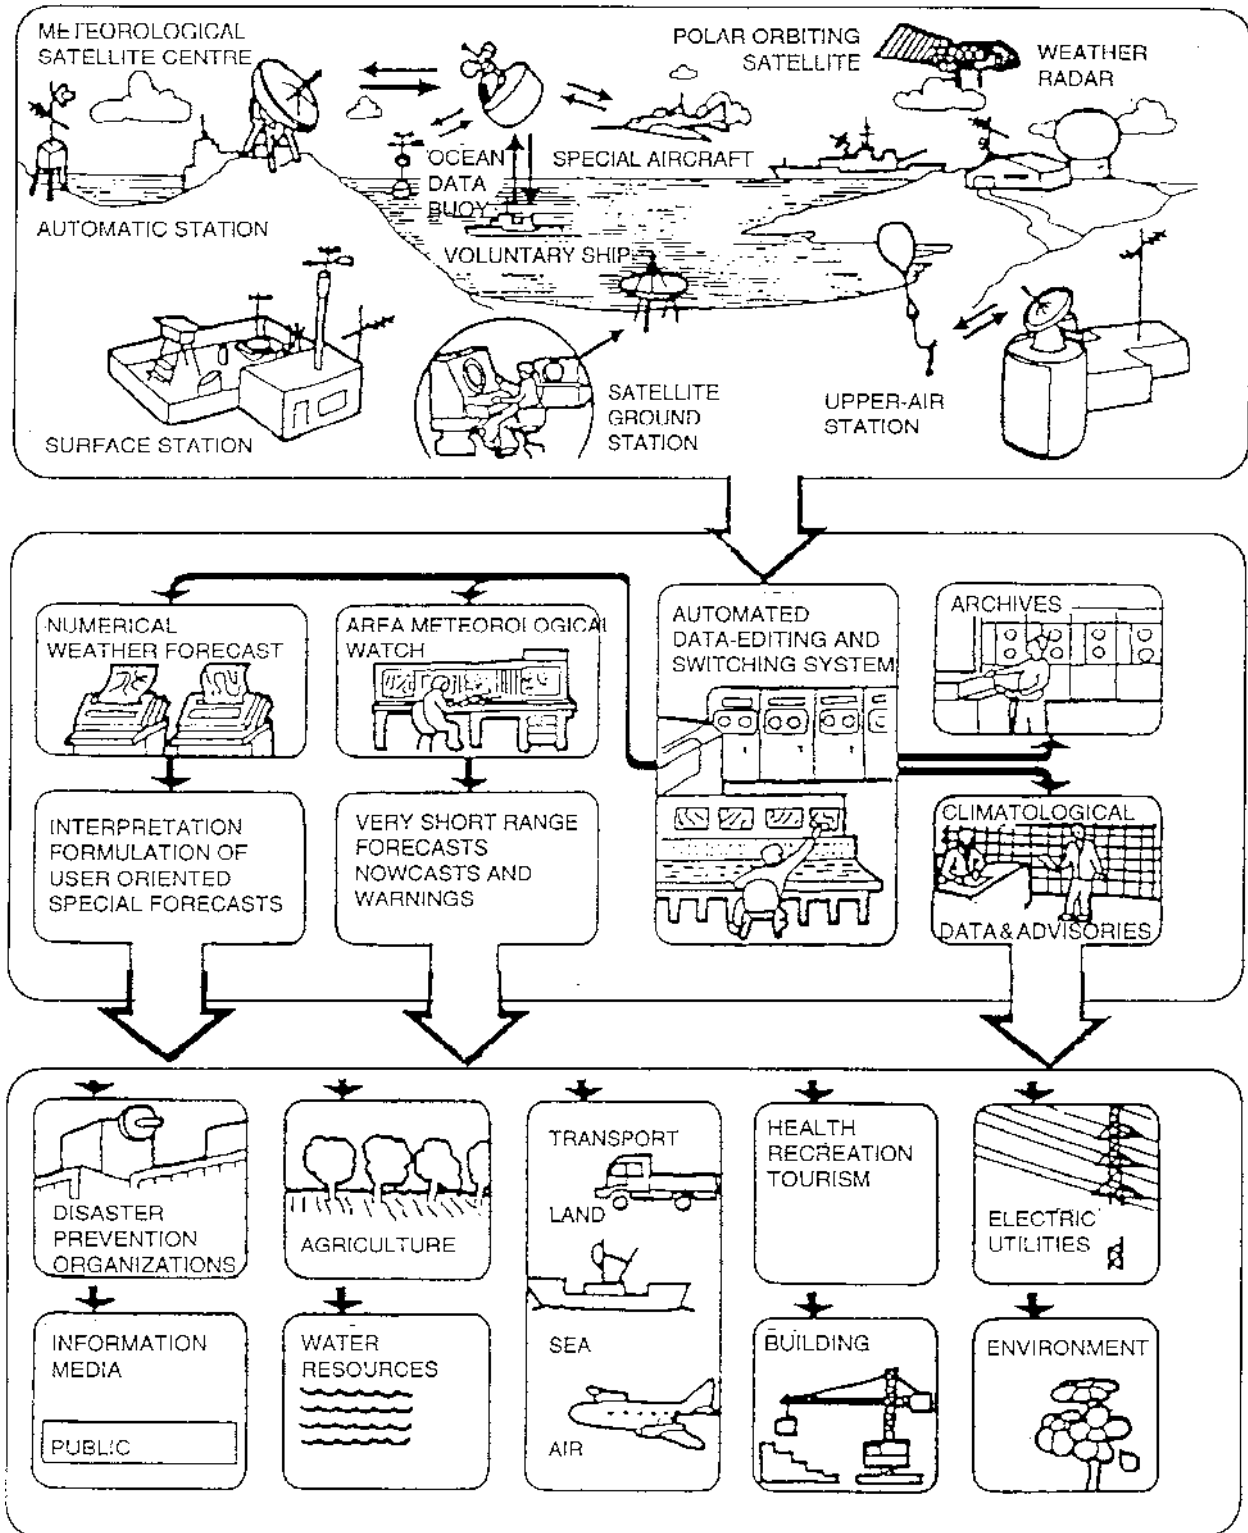 METEOROLOGICAL
SATELLITE CENTRE
POLAR ORBITING
SATELLITE
WEATHER
RADAR
OCEAN
DATA
BUOY
SPECIAL AIRCRAFT
AUTOMATIC STATION
VOLUNTARY SHIP
SURFACE STATION
SATELLITE
GROUND
STATION
UPPER-AIR
STATION
NUMERICAL
WEATHER FORECAST
AREA METEOROLOGICAL
WATCH
AUTOMATED
DATA-EDITING AND
SWITCHING SYSTEM
ARCHIVES
INTERPRETATION
FORMULATION OF
USER ORIENTED
SPECIAL FORECASTS
VERY SHORT RANGE
FORECASTS
NOWCASTS AND
WARNINGS
CLIMATOLOGICAL
DATA & ADVISORIES
DISASTER
PREVENTION
ORGANIZATIONS
AGRICULTURE
TRANSPORT
LAND
SEA
AIR
HEALTH
RECREATION
TOURISM
ELECTRIC
UTILITIES
INFORMATION
MEDIA
PUBLIC
WATER
RESOURCES
BUILDING
ENVIRONMENT